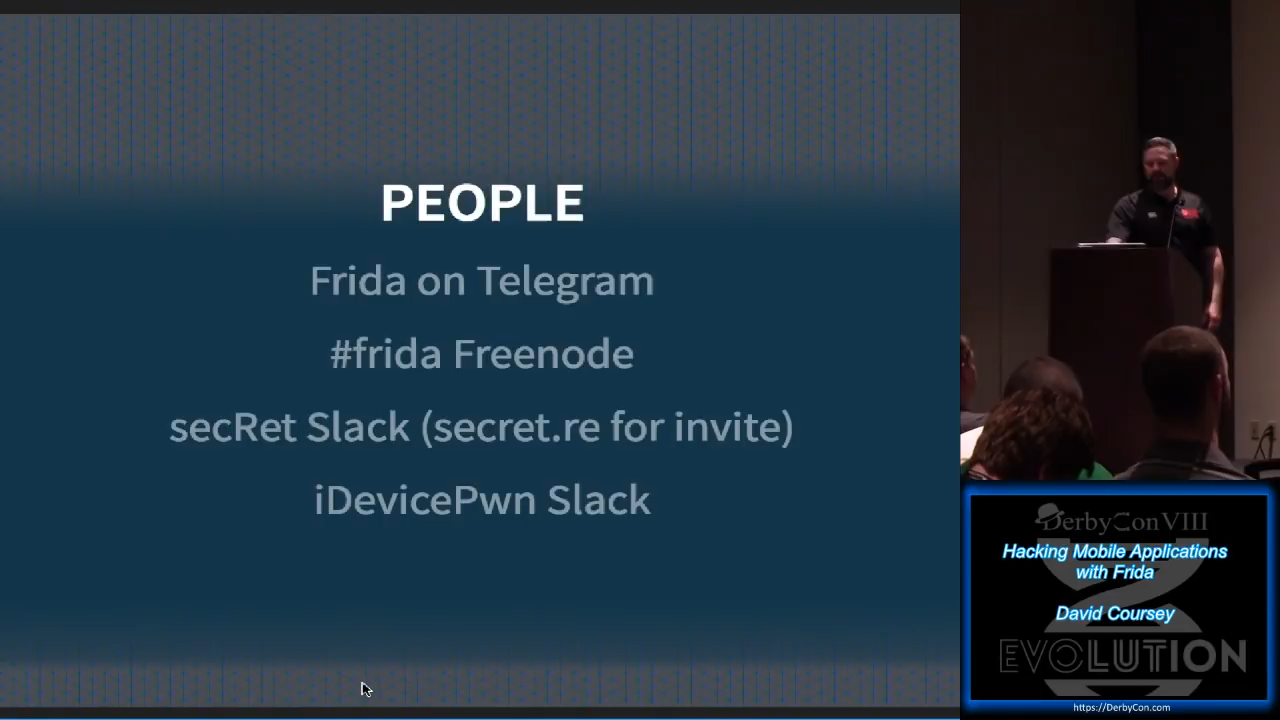 PEOPLE
Frida on Telegram
#frida Freenode
secRet Slack (secret.re for invite)
iDevicePwn Slack
DerbyCon VIII
Hacking Mobile Applications
with Frida
David Coursey
EVOLUTION
https://DerbyCon.com